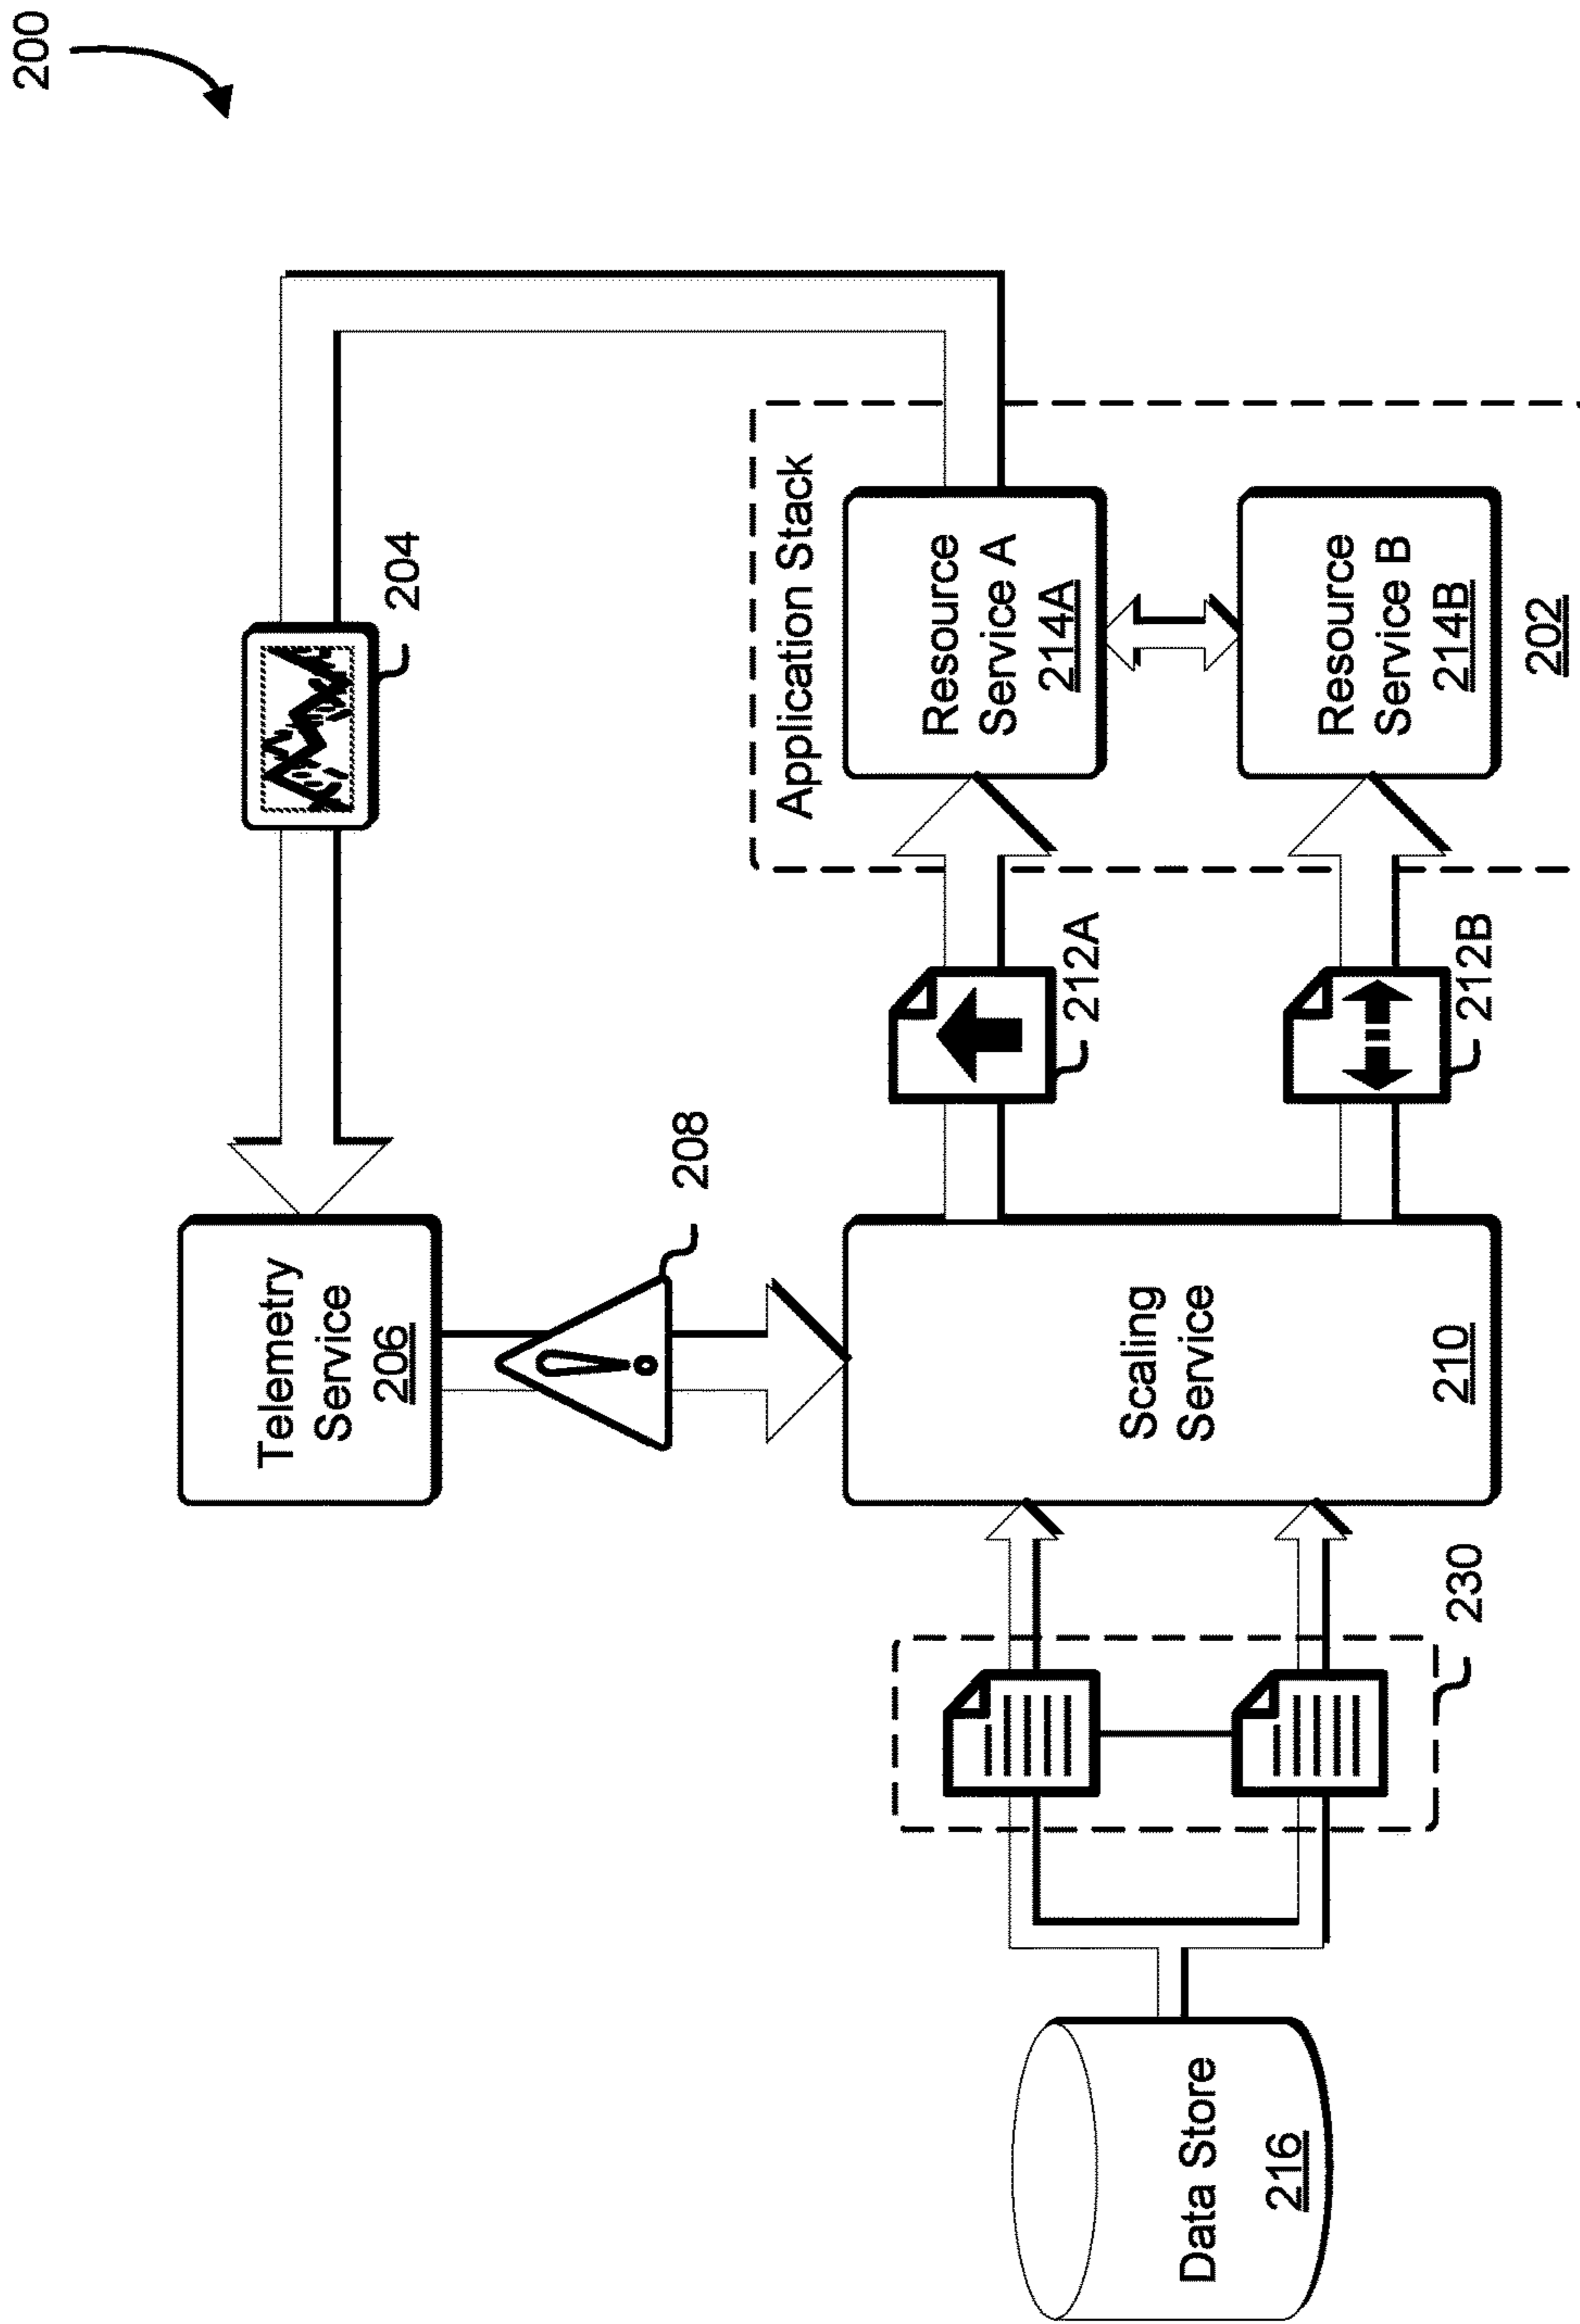 200
Telemetry
Service
206
204
208
Application Stack
Data Store
216
230
Scaling
Service
210
212A
212B
Resource
Service A
214A
Resource
Service B
214B
202